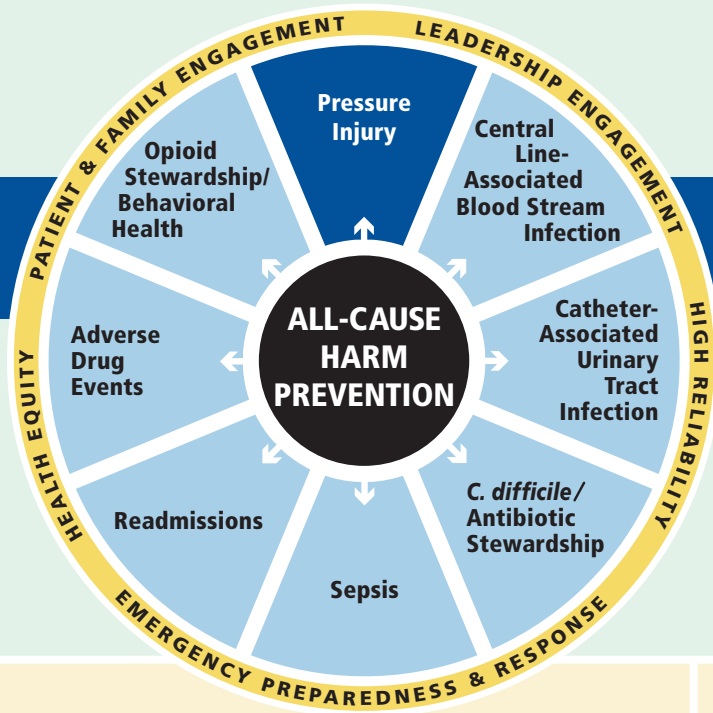 PATIENT & FAMILY ENGAGEMENT
LEADERSHIP ENGAGEMENT
HIGH RELIABILITY
EMERGENCY PREPAREDNESS & RESPONSE
HEALTH EQUITY
Pressure
Injury
Central
Line-
Associated
Blood Stream
Infection
Catheter-
Associated
Urinary
Tract
Infection
C. difficile/
Antibiotic
Stewardship
Sepsis
Readmissions
Adverse
Drug
Events
Opioid
Stewardship/
Behavioral
Health
ALL-CAUSE
HARM
PREVENTION